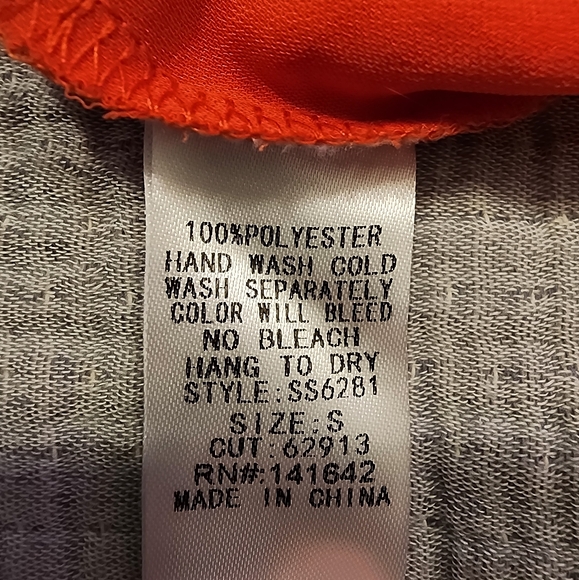 100%POLYESTER
HAND WASH COLD
WASH SEPARATELY
COLOR WILL BLEED
NO BLEACH
HANG TO DRY
STYLE:SS6281
SIZE:S
CUT:62913
RN#:141642
MADE IN CHINA